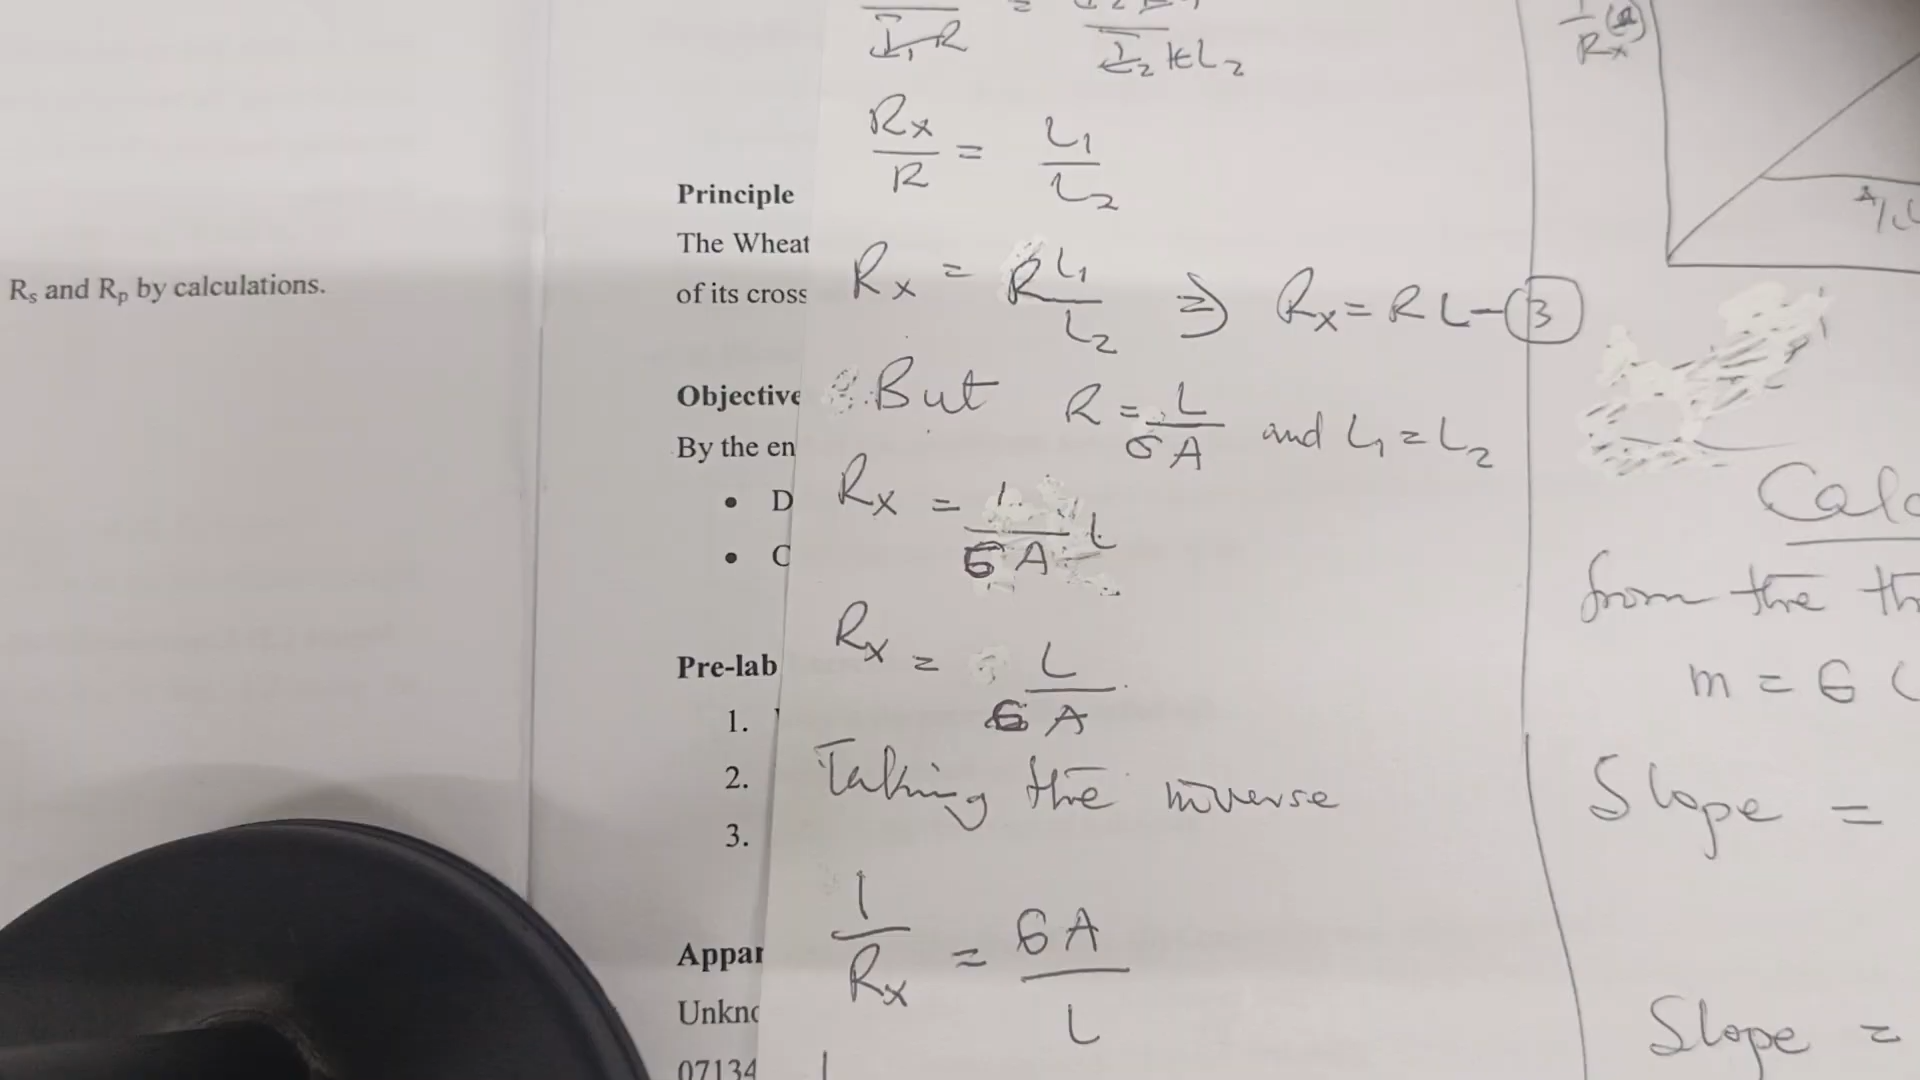 Rs and Rp by calculations.
Principle
The Wheat
of its cross
Objective
By the en
• D
• C
Pre-lab
1.
2.
3.
Appar
Unkno
07134
I₁R = I₂kL₂
Rx/R = L₁/L₂
Rx = R L₁/L₂ ⇒ Rx = RL - ③
But R = L/σA and L₁ = L₂
Rx = 1/σA L
Rx = L/σA
Taking the inverse
1/Rx = σA/L
1/Rx
A/L
Calc
from the th
m = σ
Slope =
Slope =